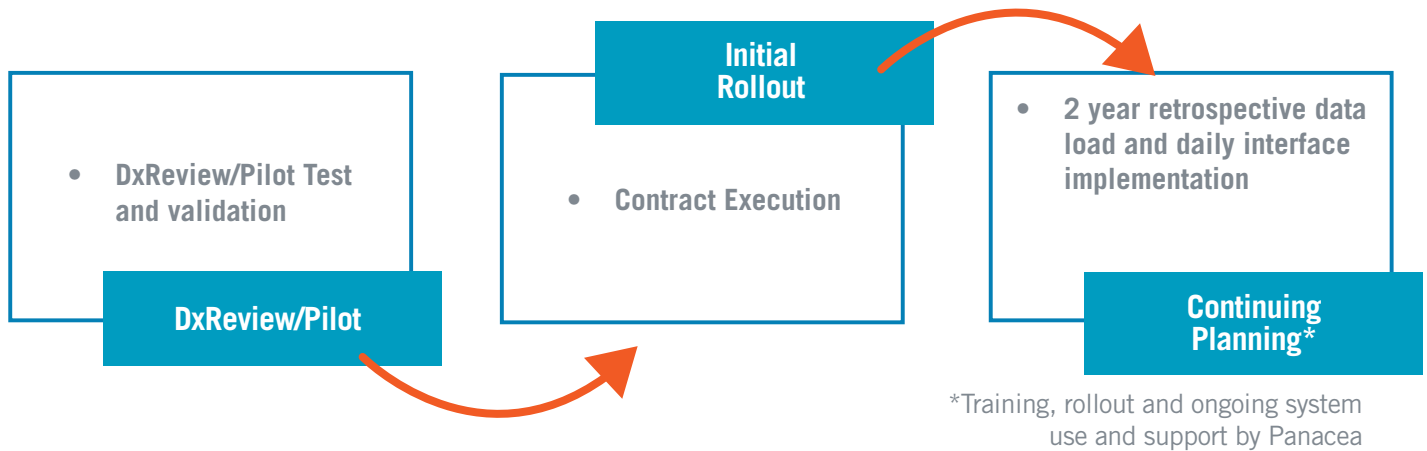 • DxReview/Pilot Test
and validation
DxReview/Pilot
Initial
Rollout
• Contract Execution
• 2 year retrospective data
load and daily interface
implementation
Continuing
Planning*
*Training, rollout and ongoing system
use and support by Panacea